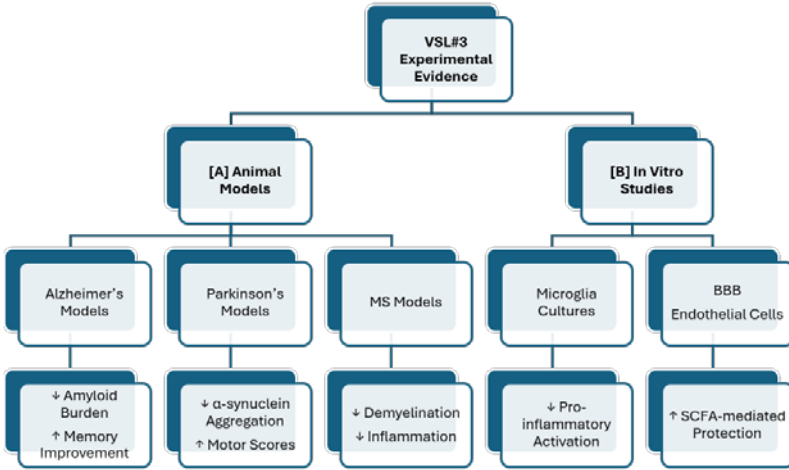 VSL#3
Experimental
Evidence
[A] Animal
Models
[B] In Vitro
Studies
Alzheimer's
Models
Parkinson's
Models
MS Models
Microglia
Cultures
BBB
Endothelial Cells
↓ Amyloid
Burden
↑ Memory
Improvement
↓ α-synuclein
Aggregation
↑ Motor Scores
↓ Demyelination
↓ Inflammation
↓ Pro-
inflammatory
Activation
↑ SCFA-mediated
Protection